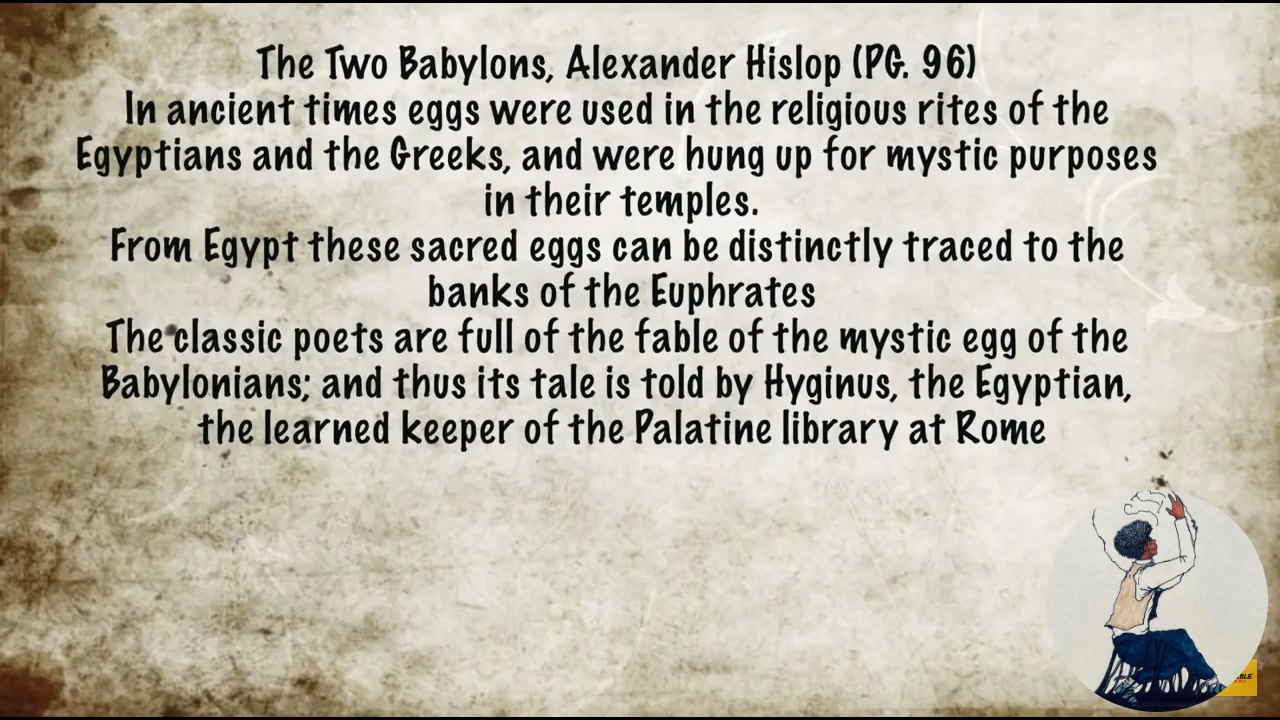 The Two Babylons, Alexander Hislop (PG. 96)
In ancient times eggs were used in the religious rites of the
Egyptians and the Greeks, and were hung up for mystic purposes
in their temples.
From Egypt these sacred eggs can be distinctly traced to the
banks of the Euphrates
The classic poets are full of the fable of the mystic egg of the
Babylonians; and thus its tale is told by Hyginus, the Egyptian,
the learned keeper of the Palatine library at Rome